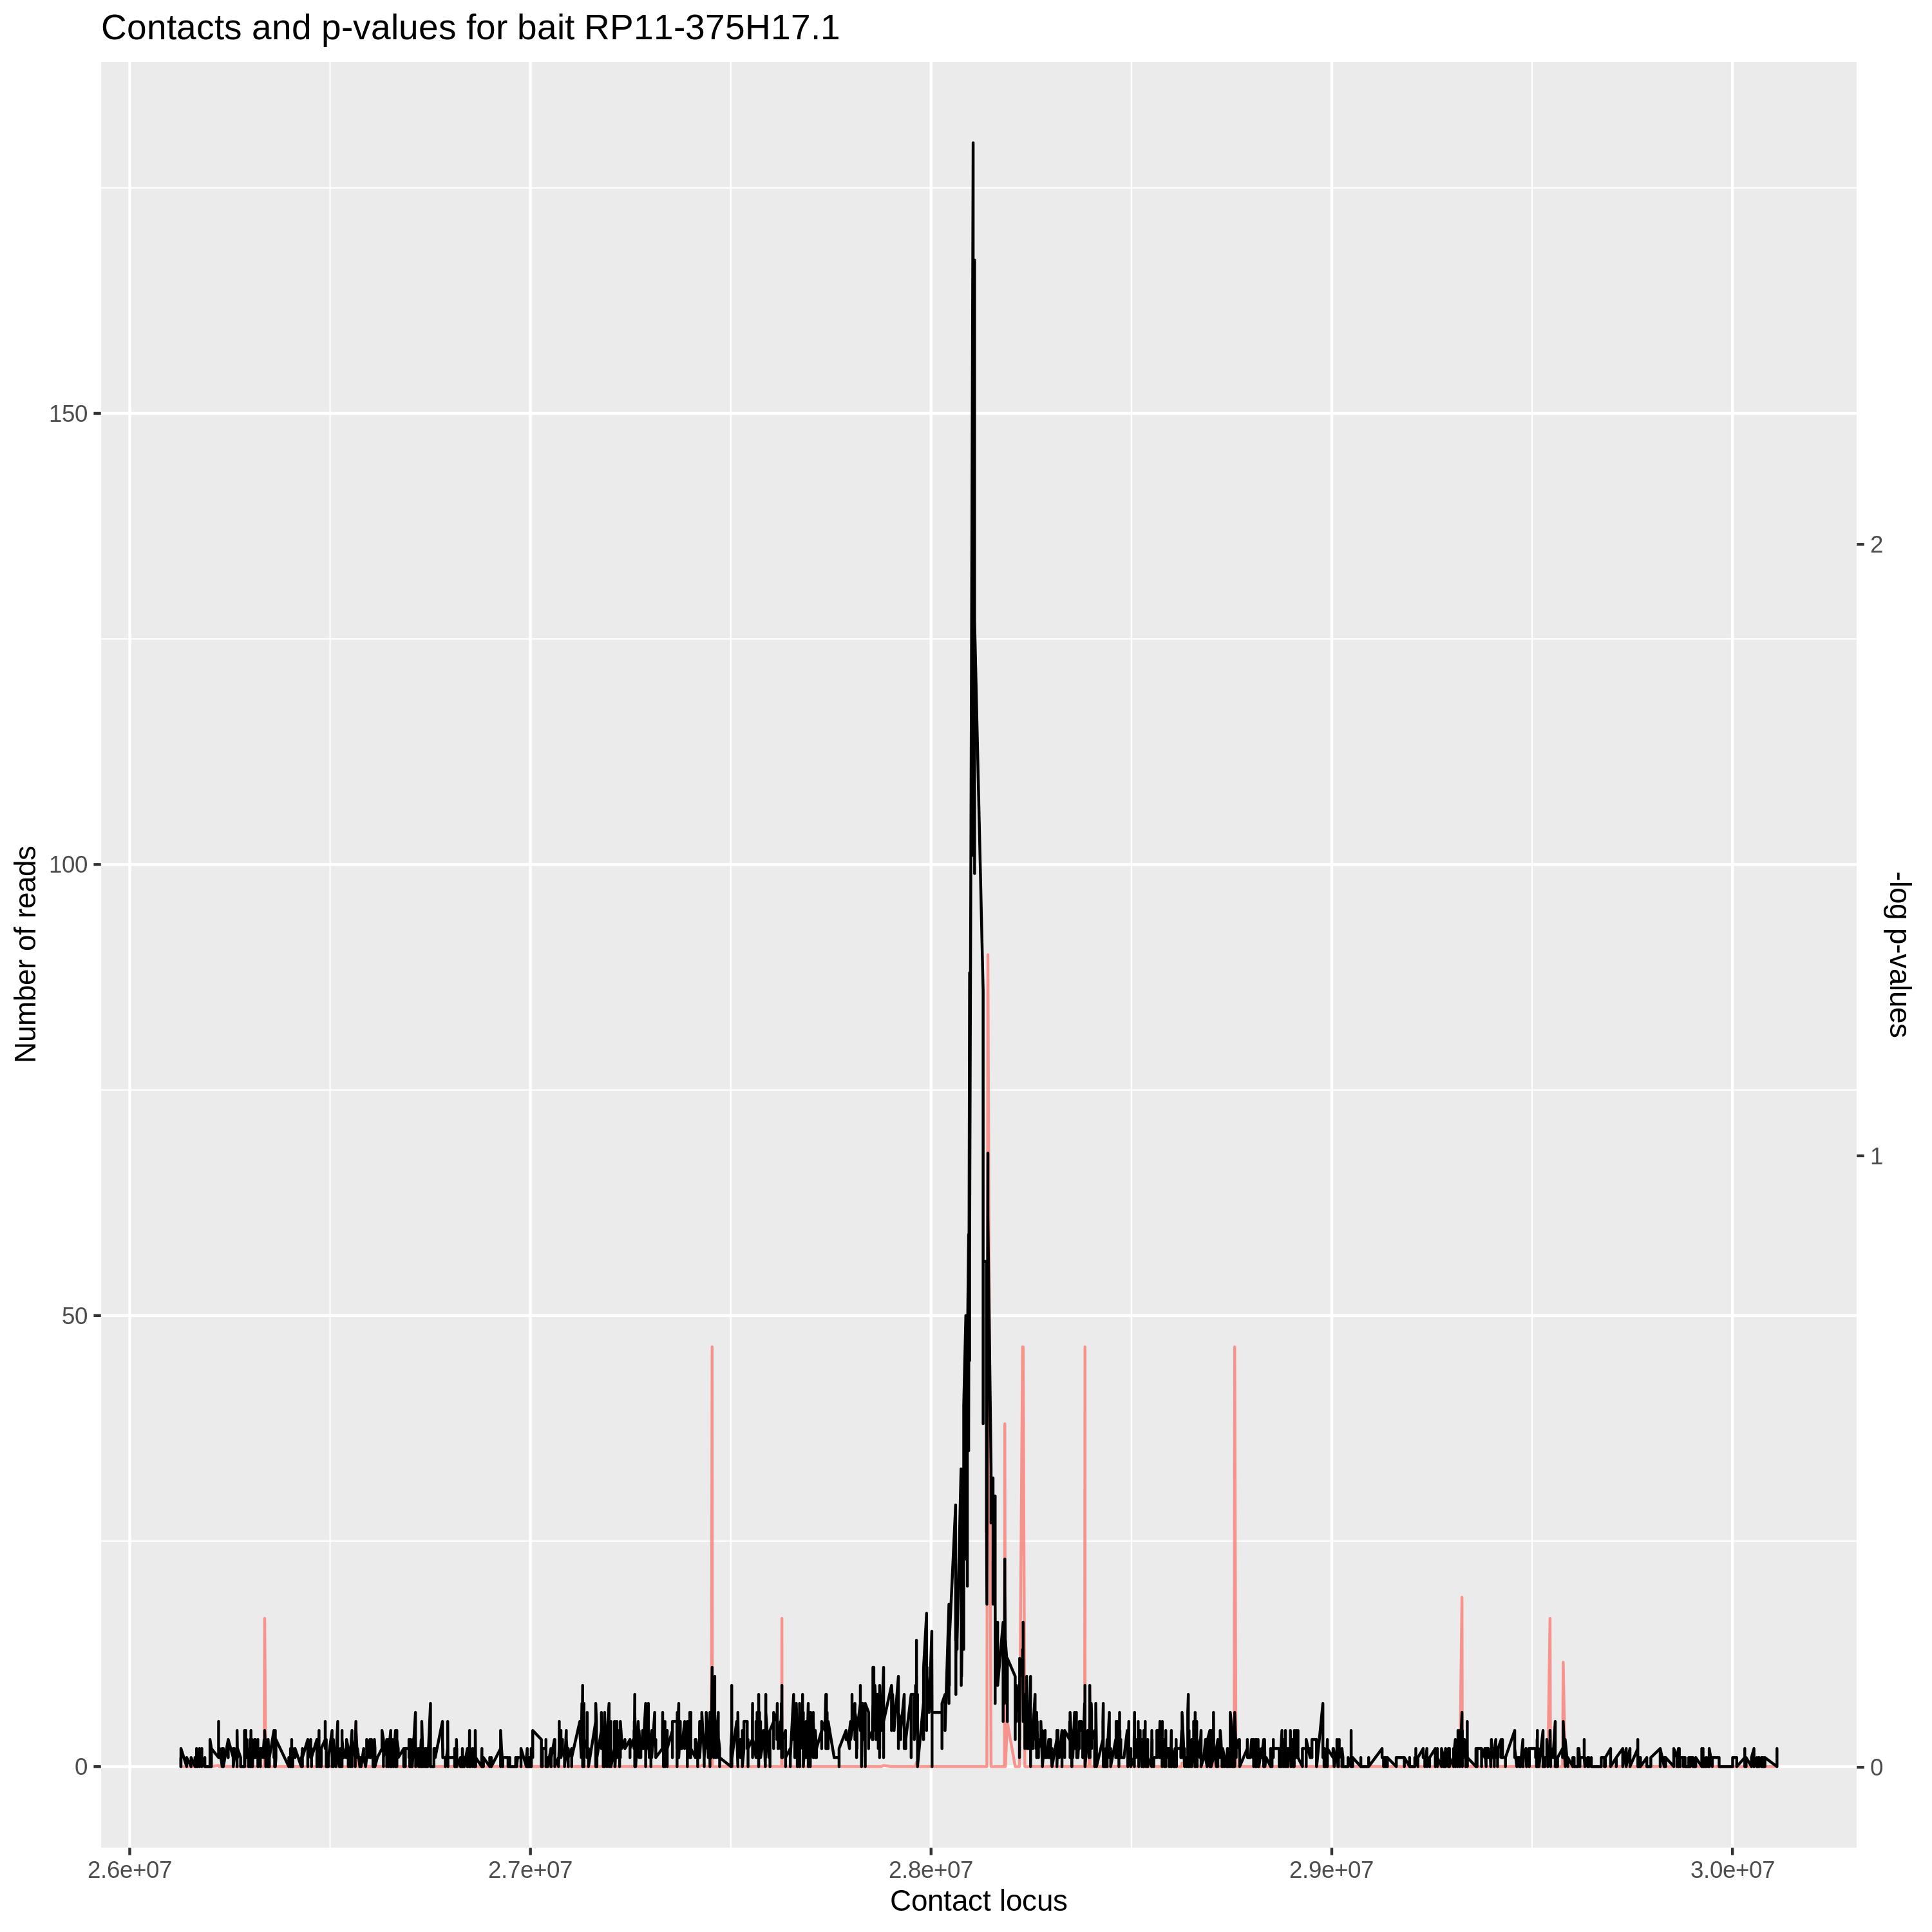 Contacts and p-values for bait RP11-375H17.1
150
100
50
0
Number of reads
2
1
0
-log p-values
2.6e+07 2.7e+07 2.8e+07 2.9e+07 3.0e+07
Contact locus